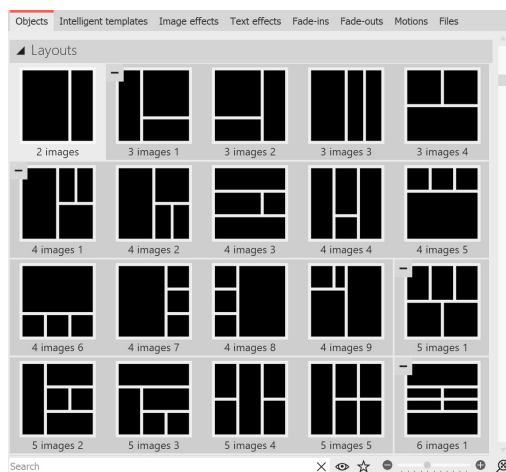 Objects Intelligent templates Image effects Text effects Fade-ins Fade-outs Motions Files
Layouts
2 images 3 images 1 3 images 2 3 images 3 3 images 4
4 images 1 4 images 2 4 images 3 4 images 4 4 images 5
4 images 6 4 images 7 4 images 8 4 images 9 5 images 1
5 images 2 5 images 3 5 images 4 5 images 5 6 images 1
Search